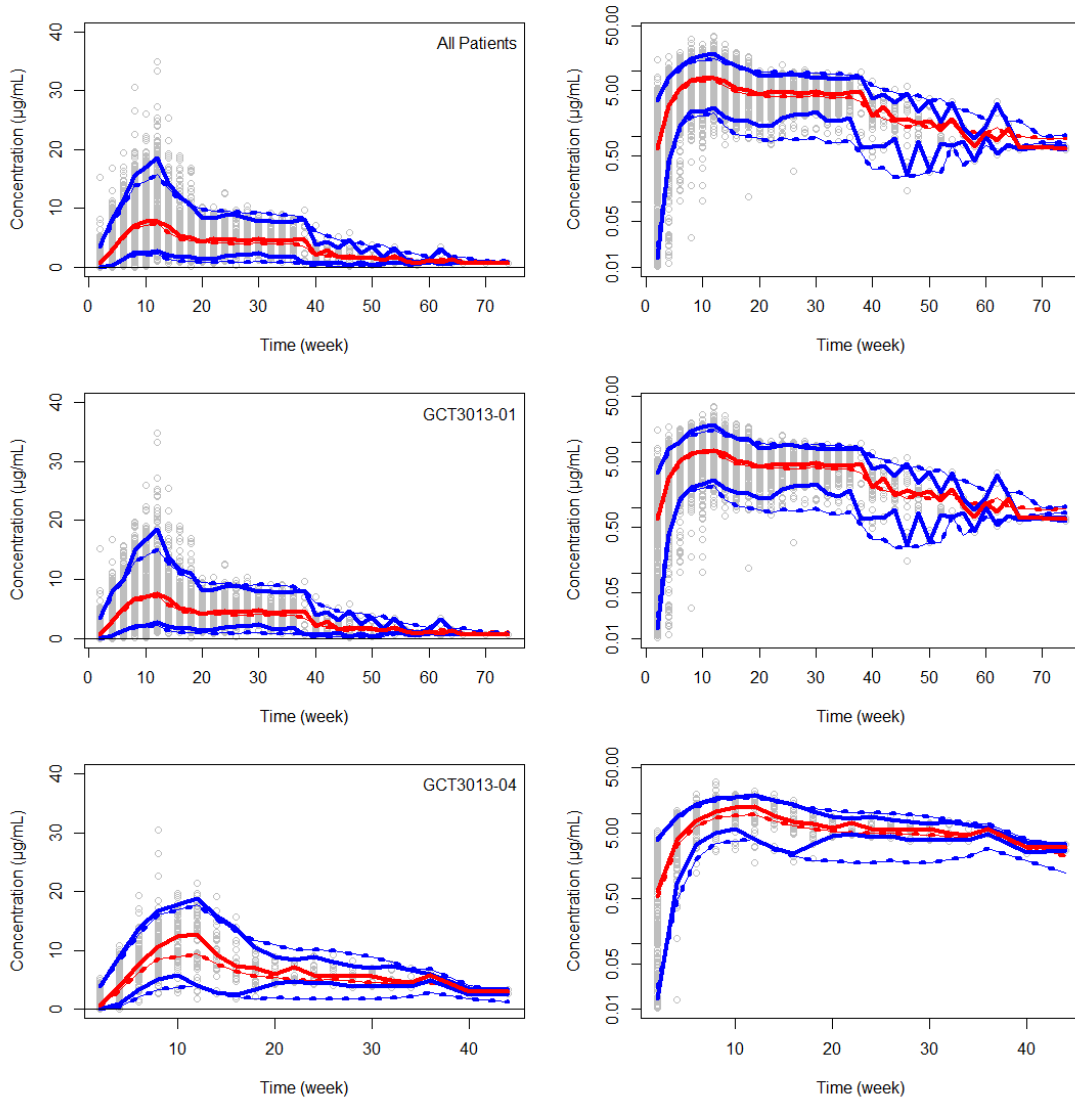 All Patients
Concentration (µg/mL)
40
30
20
10
0
0 10 20 30 40 50 60 70
Time (week)
Concentration (µg/mL)
50.00
5.00
0.50
0.05
0.01
0 10 20 30 40 50 60 70
Time (week)
GCT3013-01
Concentration (µg/mL)
40
30
20
10
0
0 10 20 30 40 50 60 70
Time (week)
Concentration (µg/mL)
50.00
5.00
0.50
0.05
0.01
0 10 20 30 40 50 60 70
Time (week)
GCT3013-04
Concentration (µg/mL)
40
30
20
10
0
10 20 30 40
Time (week)
Concentration (µg/mL)
50.00
5.00
0.50
0.05
0.01
10 20 30 40
Time (week)